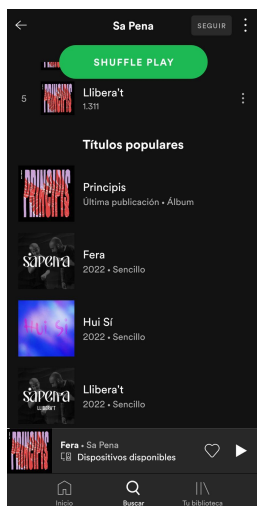 Sa Pena
SEGUIR
SHUFFLE PLAY
5
Llibera't
1.311
Títulos populares
PRINCIPIS
Principis
Última publicación • Álbum
sapena
Fera
2022 • Sencillo
Hui Sí
Hui Sí
2022 • Sencillo
sapena
LLIBERA'T
Llibera't
2022 • Sencillo
Fera • Sa Pena
Dispositivos disponibles
Inicio
Buscar
Tu biblioteca